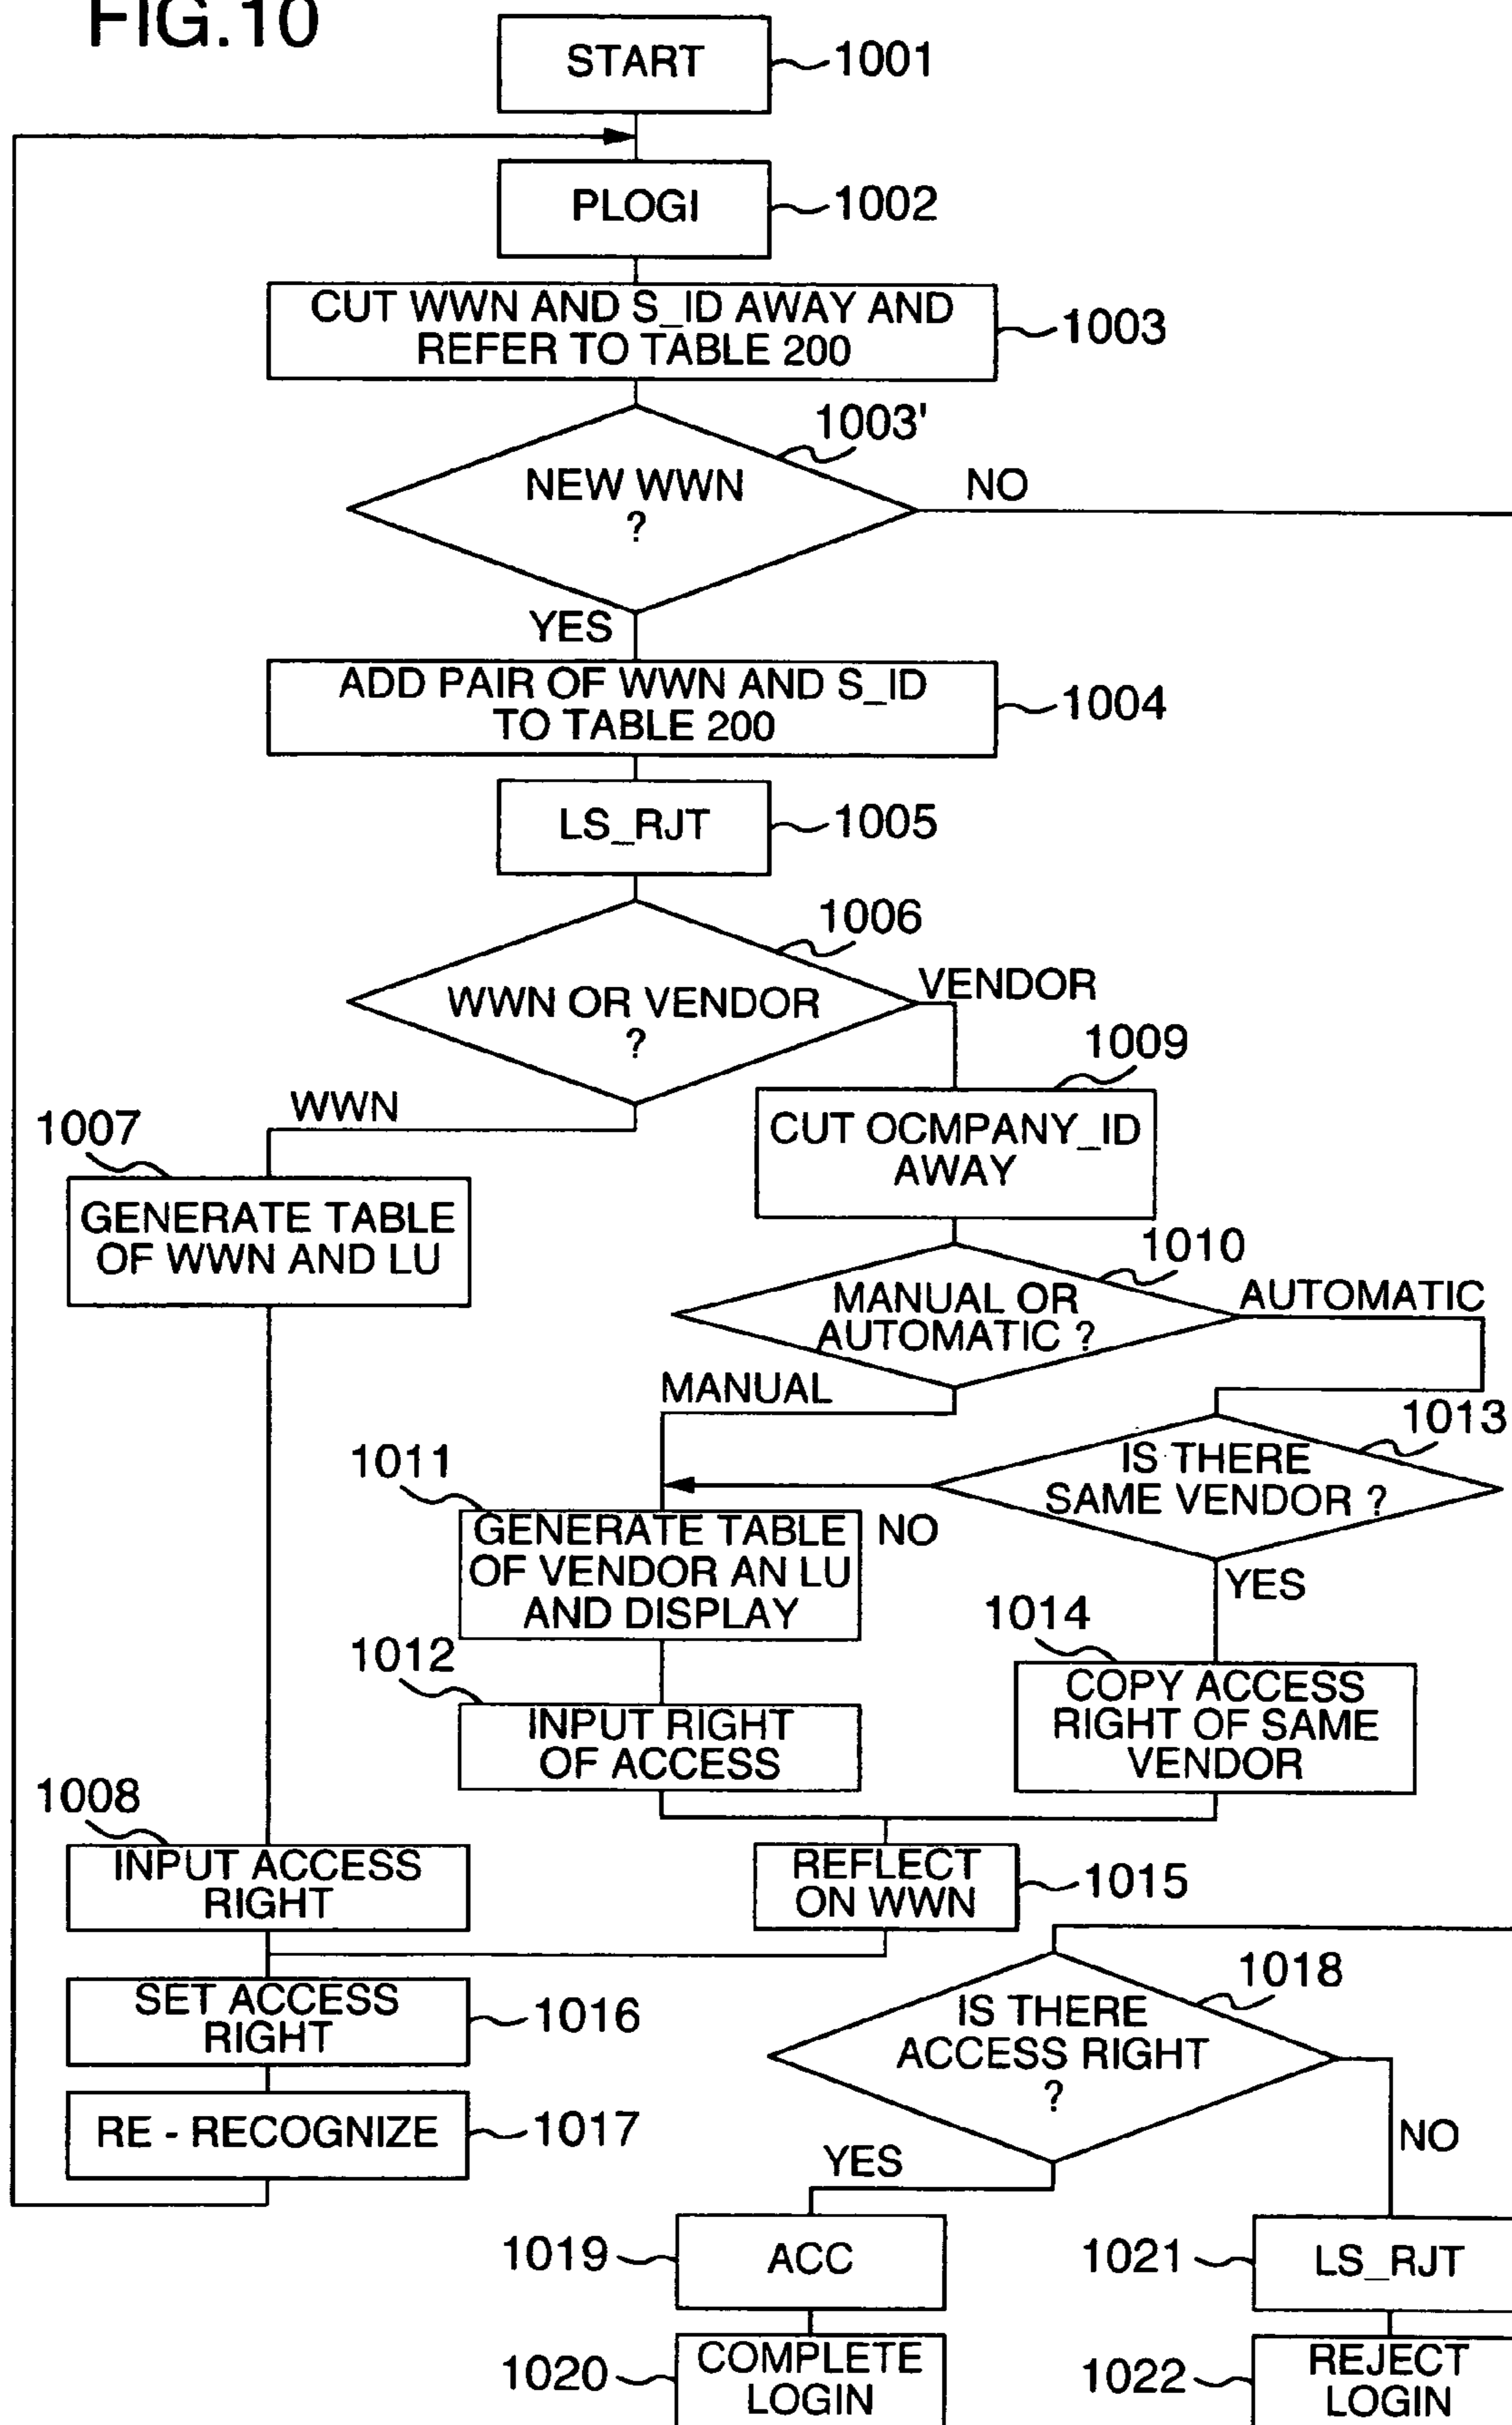 FIG.10
START
1001
PLOGI
1002
CUT WWN AND S_ID AWAY AND
REFER TO TABLE 200
1003
1003'
NEW WWN
?
NO
YES
ADD PAIR OF WWN AND S_ID
TO TABLE 200
1004
LS_RJT
1005
1006
WWN OR VENDOR
?
VENDOR
WWN
1007
GENERATE TABLE
OF WWN AND LU
1009
CUT OCMPANY_ID
AWAY
1010
MANUAL OR
AUTOMATIC ?
AUTOMATIC
MANUAL
1013
IS THERE
SAME VENDOR ?
NO
YES
1011
GENERATE TABLE
OF VENDOR AN LU
AND DISPLAY
1012
INPUT RIGHT
OF ACCESS
1014
COPY ACCESS
RIGHT OF SAME
VENDOR
1008
INPUT ACCESS
RIGHT
REFLECT
ON WWN
1015
SET ACCESS
RIGHT
1016
RE - RECOGNIZE
1017
1018
IS THERE
ACCESS RIGHT
?
YES
NO
1019
ACC
1021
LS_RJT
1020
COMPLETE
LOGIN
1022
REJECT
LOGIN